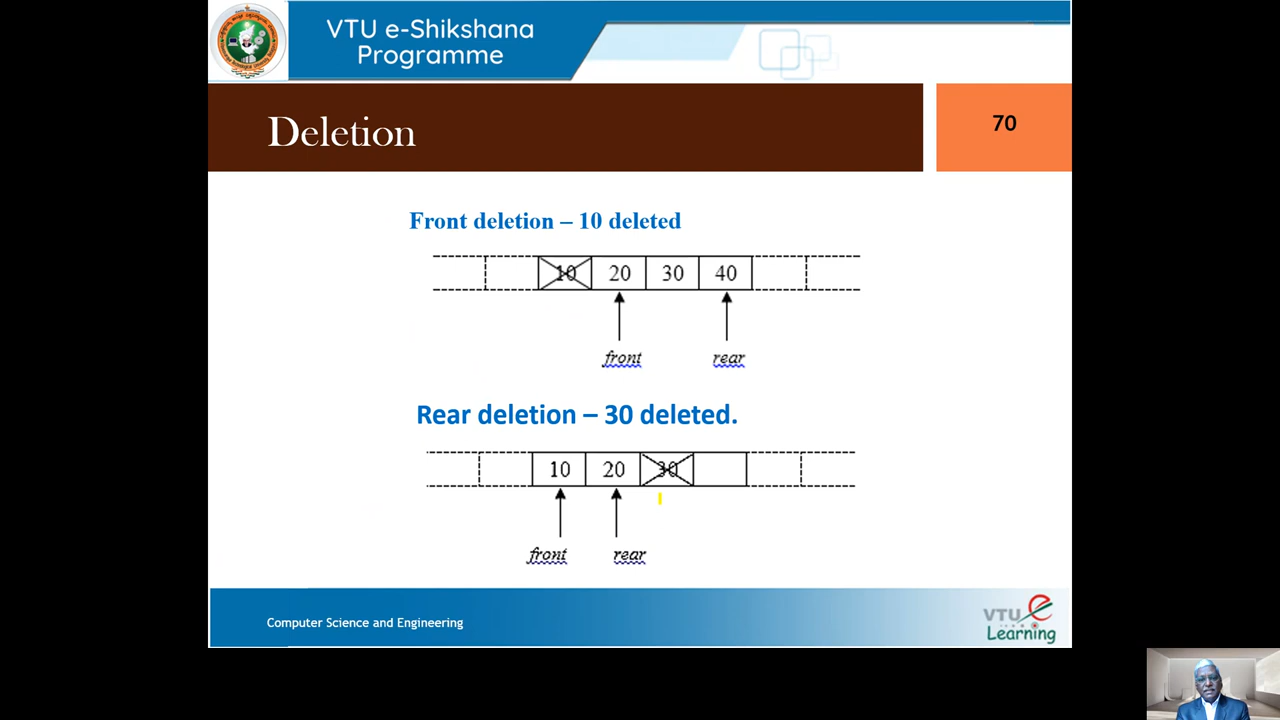 VTU e-Shikshana
Programme
Deletion
70
Front deletion – 10 deleted
10 20 30 40
front rear
Rear deletion – 30 deleted.
10 20 30
front rear
Computer Science and Engineering
VTU e
Learning